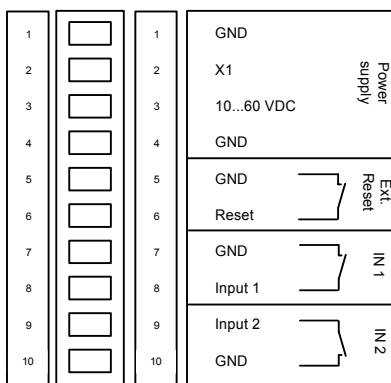 1 1 GND
2 2 X1
3 3 10...60 VDC
4 4 GND
Power
supply
5 5 GND
6 6 Reset
Ext.
Reset
7 7 GND
8 8 Input 1
IN 1
9 9 Input 2
10 10 GND
IN 2